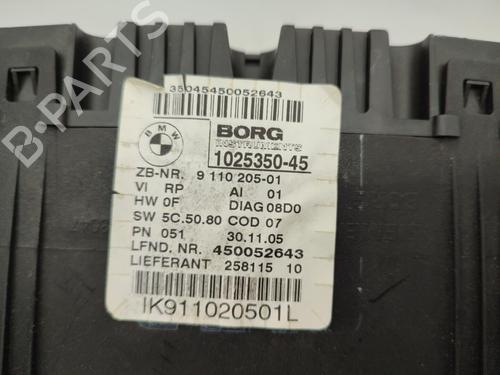 B-PARTS
35045450052643
BMW
BORG
INSTRUMENTS
1025350-45
ZB-NR. 9 110 205-01
VI RP AI 01
HW 0F DIAG 08D0
SW 5C.50.80 COD 07
PN 051 30.11.05
LFND. NR. 450052643
LIEFERANT 258115 10
IK911020501L